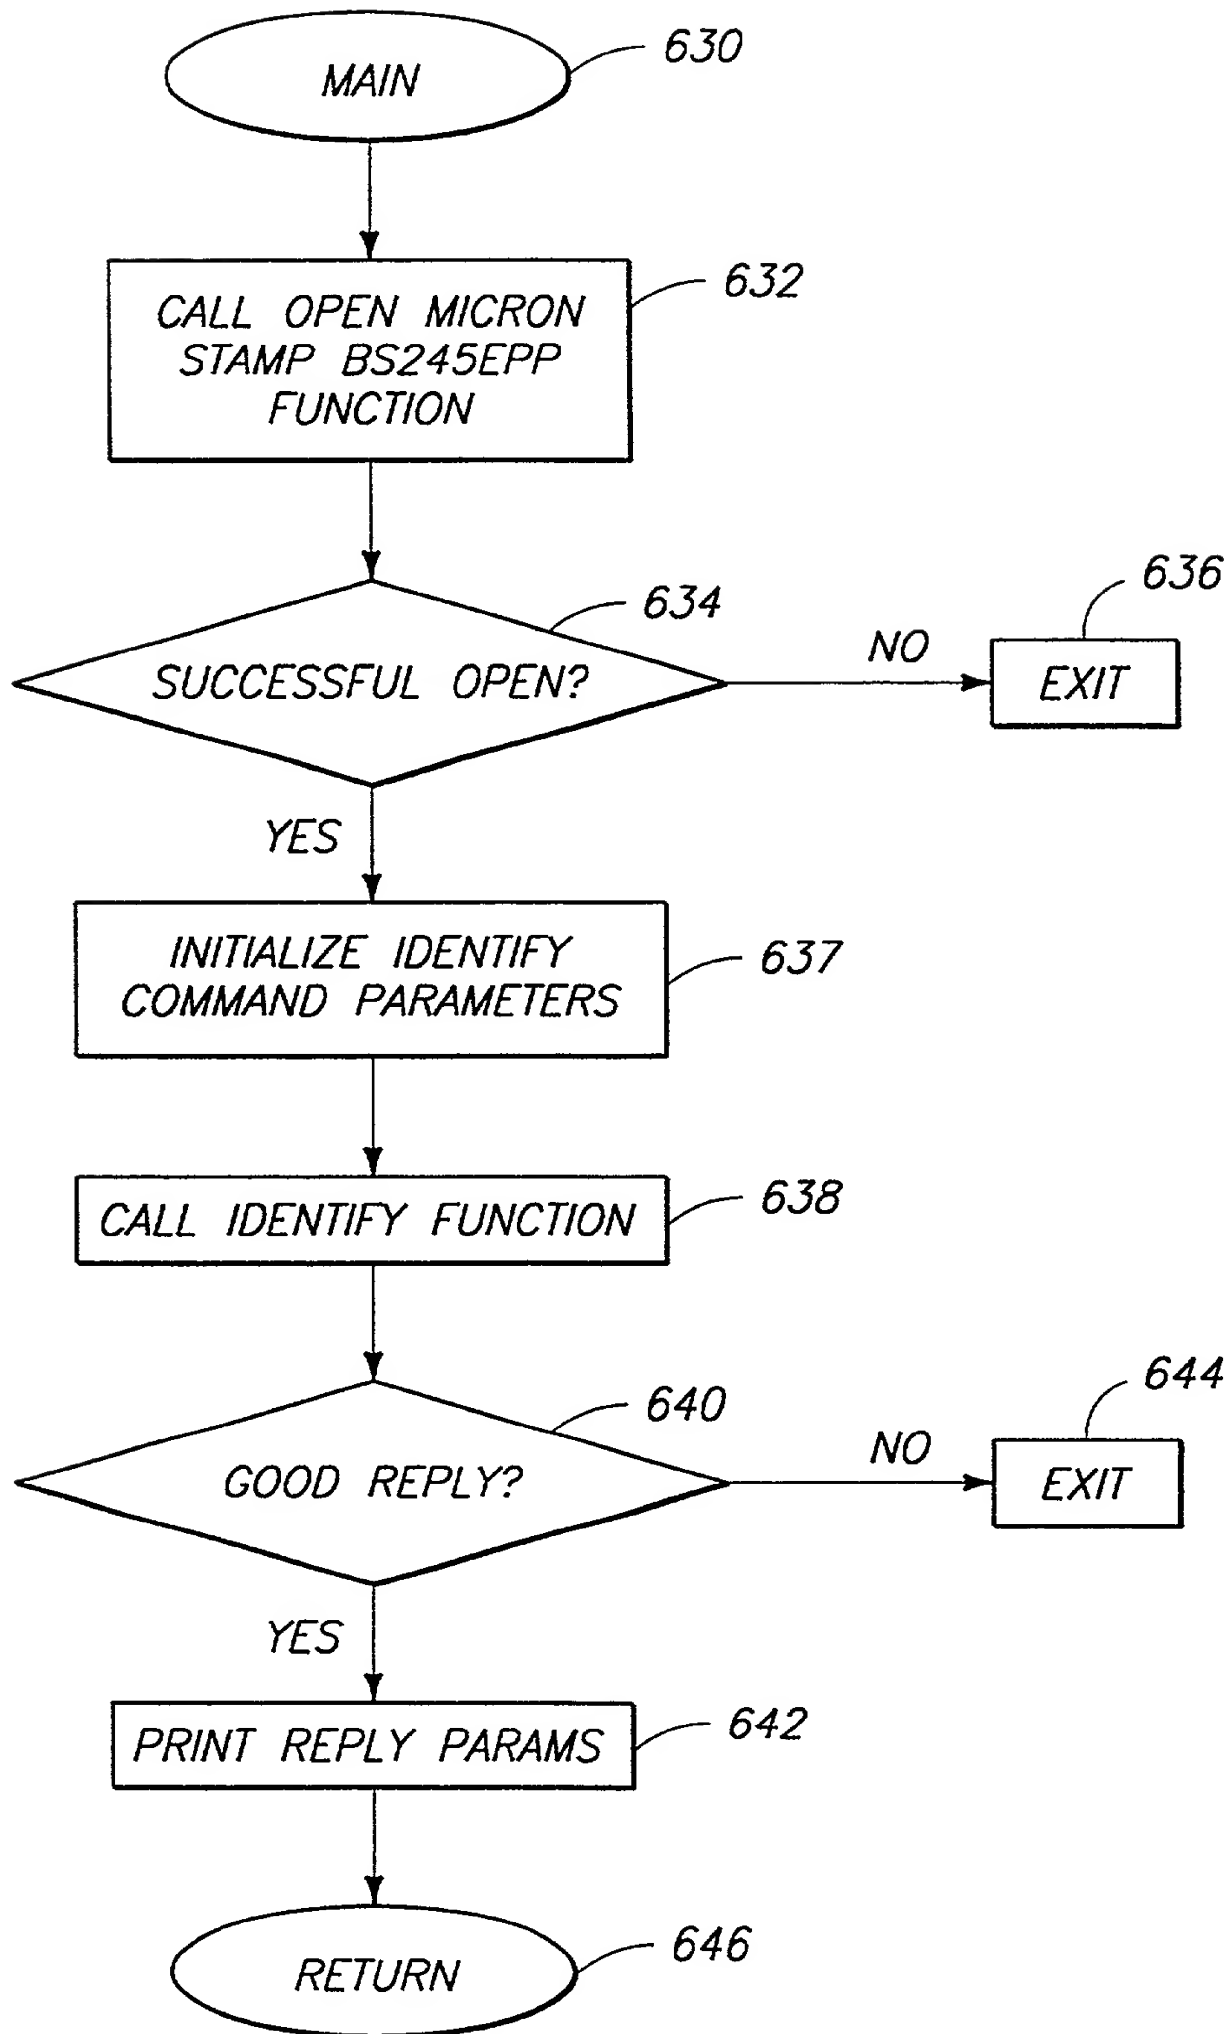 MAIN
630
CALL OPEN MICRON
STAMP BS245EPP
FUNCTION
632
SUCCESSFUL OPEN?
634
NO
EXIT
636
YES
INITIALIZE IDENTIFY
COMMAND PARAMETERS
637
CALL IDENTIFY FUNCTION
638
GOOD REPLY?
640
NO
EXIT
644
YES
PRINT REPLY PARAMS
642
RETURN
646